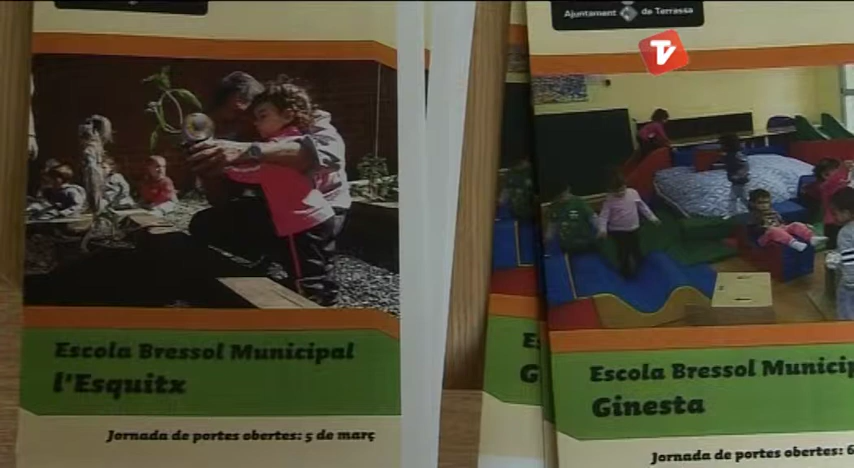 Escola Bressol Municipal
l'Esquitx
Jornada de portes obertes: 5 de març
Ajuntament de Terrassa
TV
Escola Bressol Municip
Ginesta
Jornada de portes obertes: 6
E
G